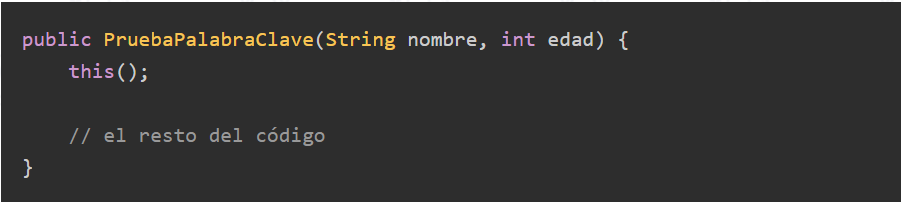 public PruebaPalabraClave(String nombre, int edad) {
    this();
    // el resto del código
}